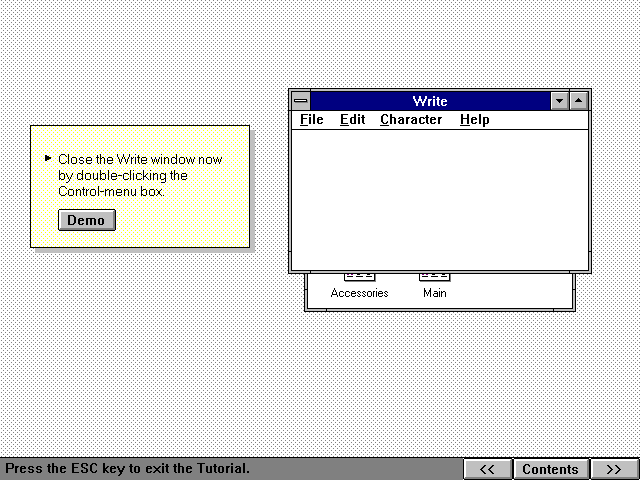 Write
File Edit Character Help
Close the Write window now
by double-clicking the
Control-menu box.
Demo
Accessories Main
Press the ESC key to exit the Tutorial.
<< Contents >>